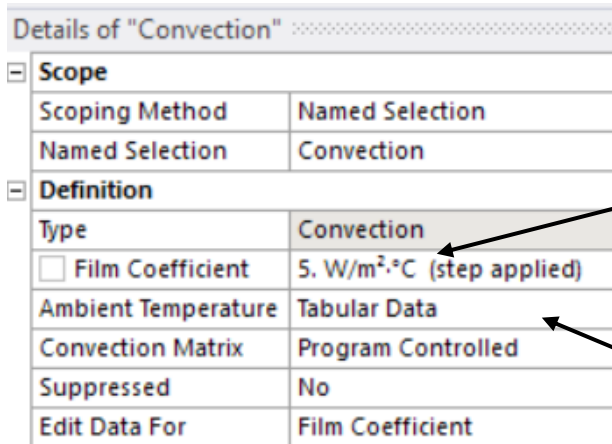 Details of "Convection"
Scope
Scoping Method Named Selection
Named Selection Convection
Definition
Type Convection
Film Coefficient 5. W/m²·°C (step applied)
Ambient Temperature Tabular Data
Convection Matrix Program Controlled
Suppressed No
Edit Data For Film Coefficient